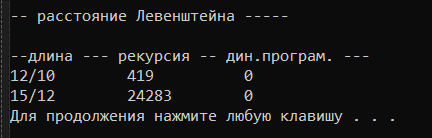 -- расстояние Левенштейна -----
--длина --- рекурсия -- дин.програм. ---
12/10 419 0
15/12 24283 0
Для продолжения нажмите любую клавишу . . .